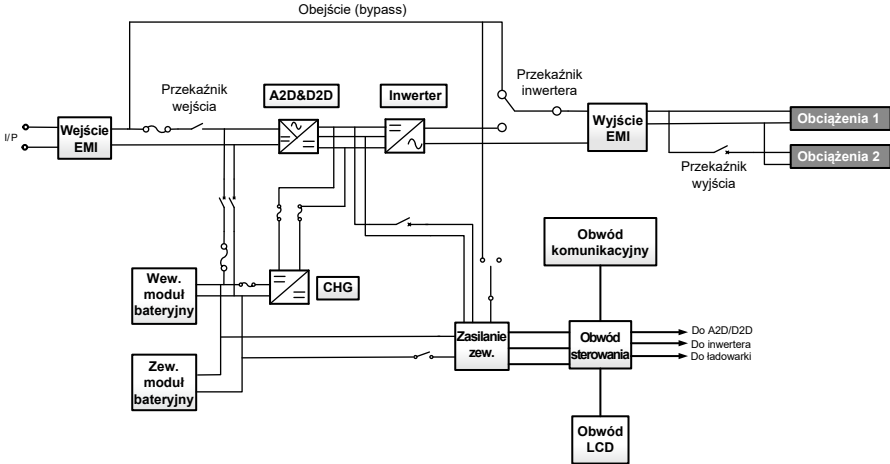 Obejście (bypass)
Przekaźnik
wejścia
A2D&D2D
Inwerter
Przekaźnik
inwertera
I/P
Wejście
EMI
Wyjście
EMI
Obciążenia 1
Obciążenia 2
Przekaźnik
wyjścia
Obwód
komunikacyjny
Wew.
moduł
bateryjny
CHG
Zasilanie
zew.
Obwód
sterowania
Do A2D/D2D
Do inwertera
Do ładowarki
Zew.
moduł
bateryjny
Obwód
LCD